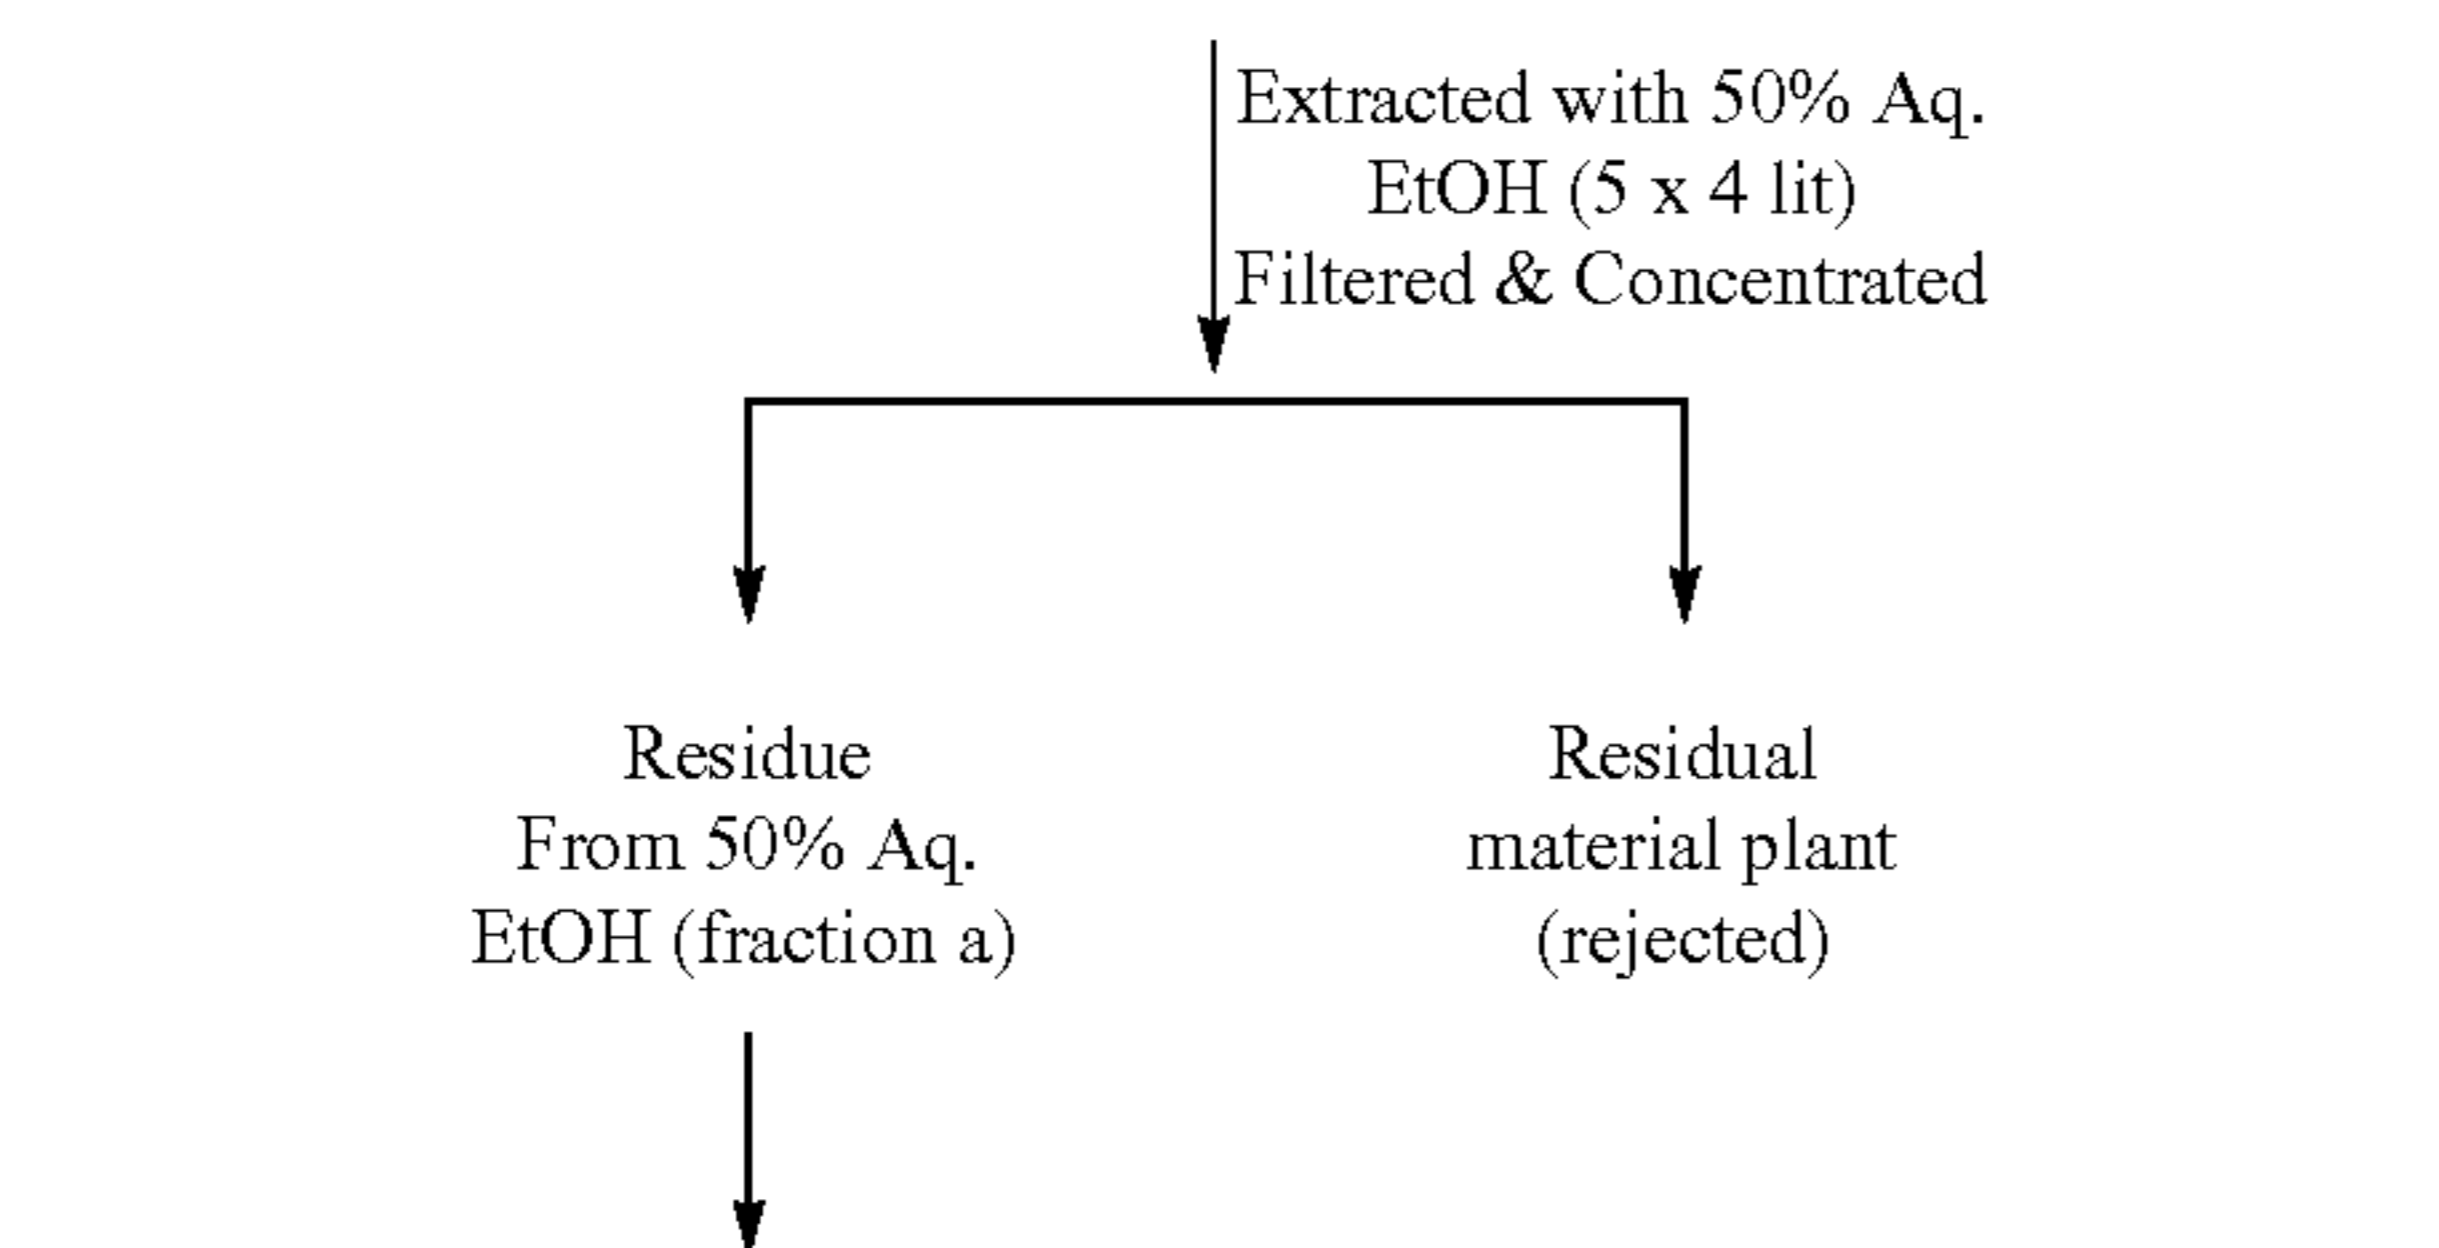 Extracted with 50% Aq.
EtOH (5 x 4 lit)
Filtered & Concentrated
Residue
From 50% Aq.
EtOH (fraction a)
Residual
material plant
(rejected)